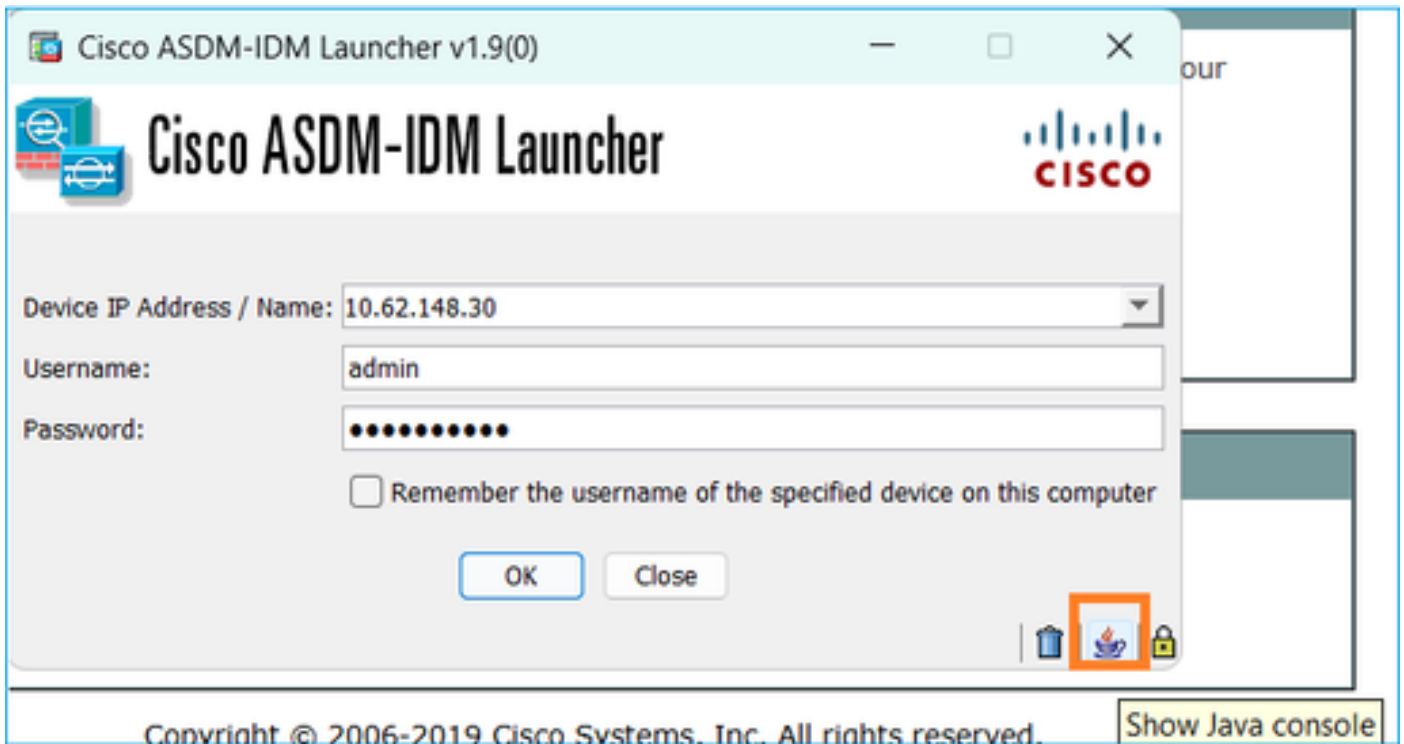 Cisco ASDM-IDM Launcher v1.9(0)
our
Cisco ASDM-IDM Launcher
CISCO
Device IP Address / Name: 10.62.148.30
Username: admin
Password: ••••••••••
Remember the username of the specified device on this computer
OK Close
Copyright © 2006-2019 Cisco Systems, Inc. All rights reserved.
Show Java console